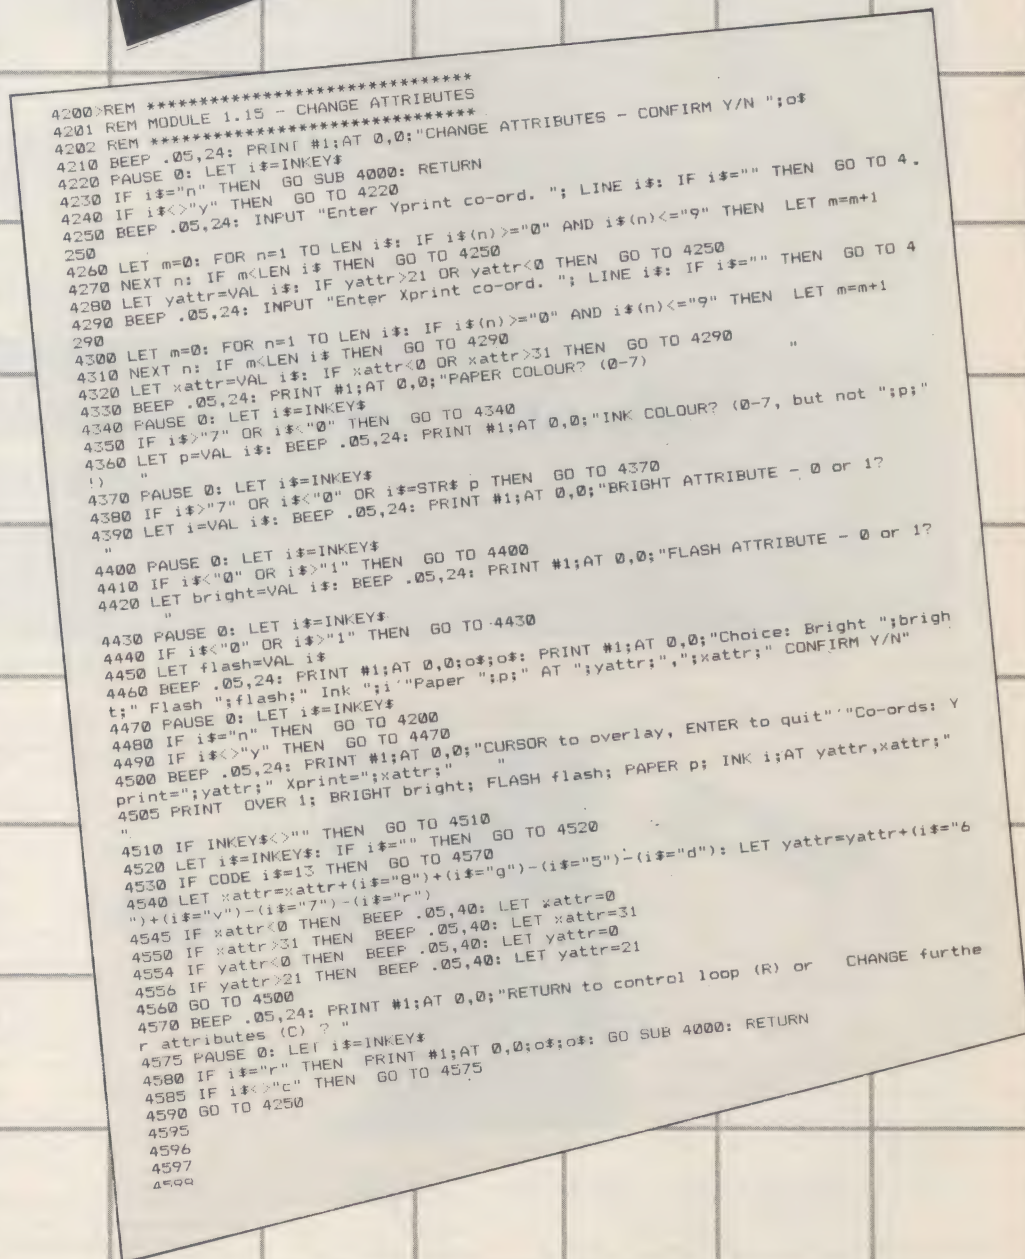 4200>REM *******************************
4201 REM MODULE 1.15 - CHANGE ATTRIBUTES
4202 REM *******************************
4210 BEEP .05,24: PRINT #1;AT 0,0;"CHANGE ATTRIBUTES - CONFIRM Y/N ";o$
4220 PAUSE 0: LET i$=INKEY$
4230 IF i$="n" THEN  GO SUB 4000: RETURN
4240 IF i$<>"y" THEN  GO TO 4220
4250 BEEP .05,24: INPUT "Enter Yprint co-ord. "; LINE i$: IF i$="" THEN  GO TO 4.
250
4260 LET m=0: FOR n=1 TO LEN i$: IF i$(n)>="0" AND i$(n)<="9" THEN  LET m=m+1
4270 NEXT n: IF m<LEN i$ THEN  GO TO 4250
4280 LET yattr=VAL i$: IF yattr>21 OR yattr<0 THEN  GO TO 4250
4290 BEEP .05,24: INPUT "Enter Xprint co-ord. "; LINE i$: IF i$="" THEN  GO TO 4
290
4300 LET m=0: FOR n=1 TO LEN i$: IF i$(n)>="0" AND i$(n)<="9" THEN  LET m=m+1
4310 NEXT n: IF m<LEN i$ THEN  GO TO 4290
4320 LET xattr=VAL i$: IF xattr<0 OR xattr>31 THEN  GO TO 4290
4330 BEEP .05,24: PRINT #1;AT 0,0;"PAPER COLOUR? (0-7)             "
4340 PAUSE 0: LET i$=INKEY$
4350 IF i$>"7" OR i$<"0" THEN  GO TO 4340
4360 LET p=VAL i$: BEEP .05,24: PRINT #1;AT 0,0;"INK COLOUR? (0-7, but not ";p;"
!)   "
4370 PAUSE 0: LET i$=INKEY$
4380 IF i$>"7" OR i$<"0" OR i$=STR$ p THEN  GO TO 4370
4390 LET i=VAL i$: BEEP .05,24: PRINT #1;AT 0,0;"BRIGHT ATTRIBUTE - 0 or 1?
"
4400 PAUSE 0: LET i$=INKEY$
4410 IF i$<"0" OR i$>"1" THEN  GO TO 4400
4420 LET bright=VAL i$: BEEP .05,24: PRINT #1;AT 0,0;"FLASH ATTRIBUTE - 0 or 1?
"
4430 PAUSE 0: LET i$=INKEY$
4440 IF i$<"0" OR i$>"1" THEN  GO TO 4430
4450 LET flash=VAL i$
4460 BEEP .05,24: PRINT #1;AT 0,0;o$;o$: PRINT #1;AT 0,0;"Choice: Bright ";brigh
t;" Flash ";flash;" Ink ";i'"Paper ";p;" AT ";yattr;",";xattr;" CONFIRM Y/N"
4470 PAUSE 0: LET i$=INKEY$
4480 IF i$="n" THEN  GO TO 4200
4490 IF i$<>"y" THEN  GO TO 4470
4500 BEEP .05,24: PRINT #1;AT 0,0;"CURSOR to overlay, ENTER to quit"'"Co-ords: Y
print=";yattr;" Xprint=";xattr;"    "
4505 PRINT  OVER 1; BRIGHT bright; FLASH flash; PAPER p; INK i;AT yattr,xattr;"
"
4510 IF INKEY$<>"" THEN  GO TO 4510
4520 LET i$=INKEY$: IF i$="" THEN  GO TO 4520
4530 IF CODE i$=13 THEN  GO TO 4570
4540 LET xattr=xattr+(i$="8")+(i$="g")-(i$="5")-(i$="d"): LET yattr=yattr+(i$="6
")+(i$="v")-(i$="7")-(i$="r")
4545 IF xattr<0 THEN  BEEP .05,40: LET xattr=0
4550 IF xattr>31 THEN  BEEP .05,40: LET xattr=31
4554 IF yattr<0 THEN  BEEP .05,40: LET yattr=0
4556 IF yattr>21 THEN  BEEP .05,40: LET yattr=21
4560 GO TO 4500
4570 BEEP .05,24: PRINT #1;AT 0,0;"RETURN to control loop (R) or   CHANGE furthe
r attributes (C) ? "
4575 PAUSE 0: LET i$=INKEY$
4580 IF i$="r" THEN  PRINT #1;AT 0,0;o$;o$: GO SUB 4000: RETURN
4585 IF i$<>"c" THEN  GO TO 4575
4590 GO TO 4250
4595
4596
4597
4599